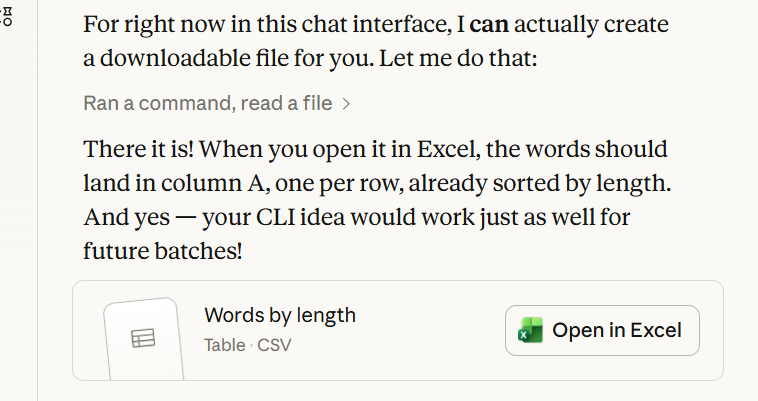 For right now in this chat interface, I can actually create
a downloadable file for you. Let me do that:
Ran a command, read a file >
There it is! When you open it in Excel, the words should
land in column A, one per row, already sorted by length.
And yes — your CLI idea would work just as well for
future batches!
Words by length
Table · CSV
Open in Excel